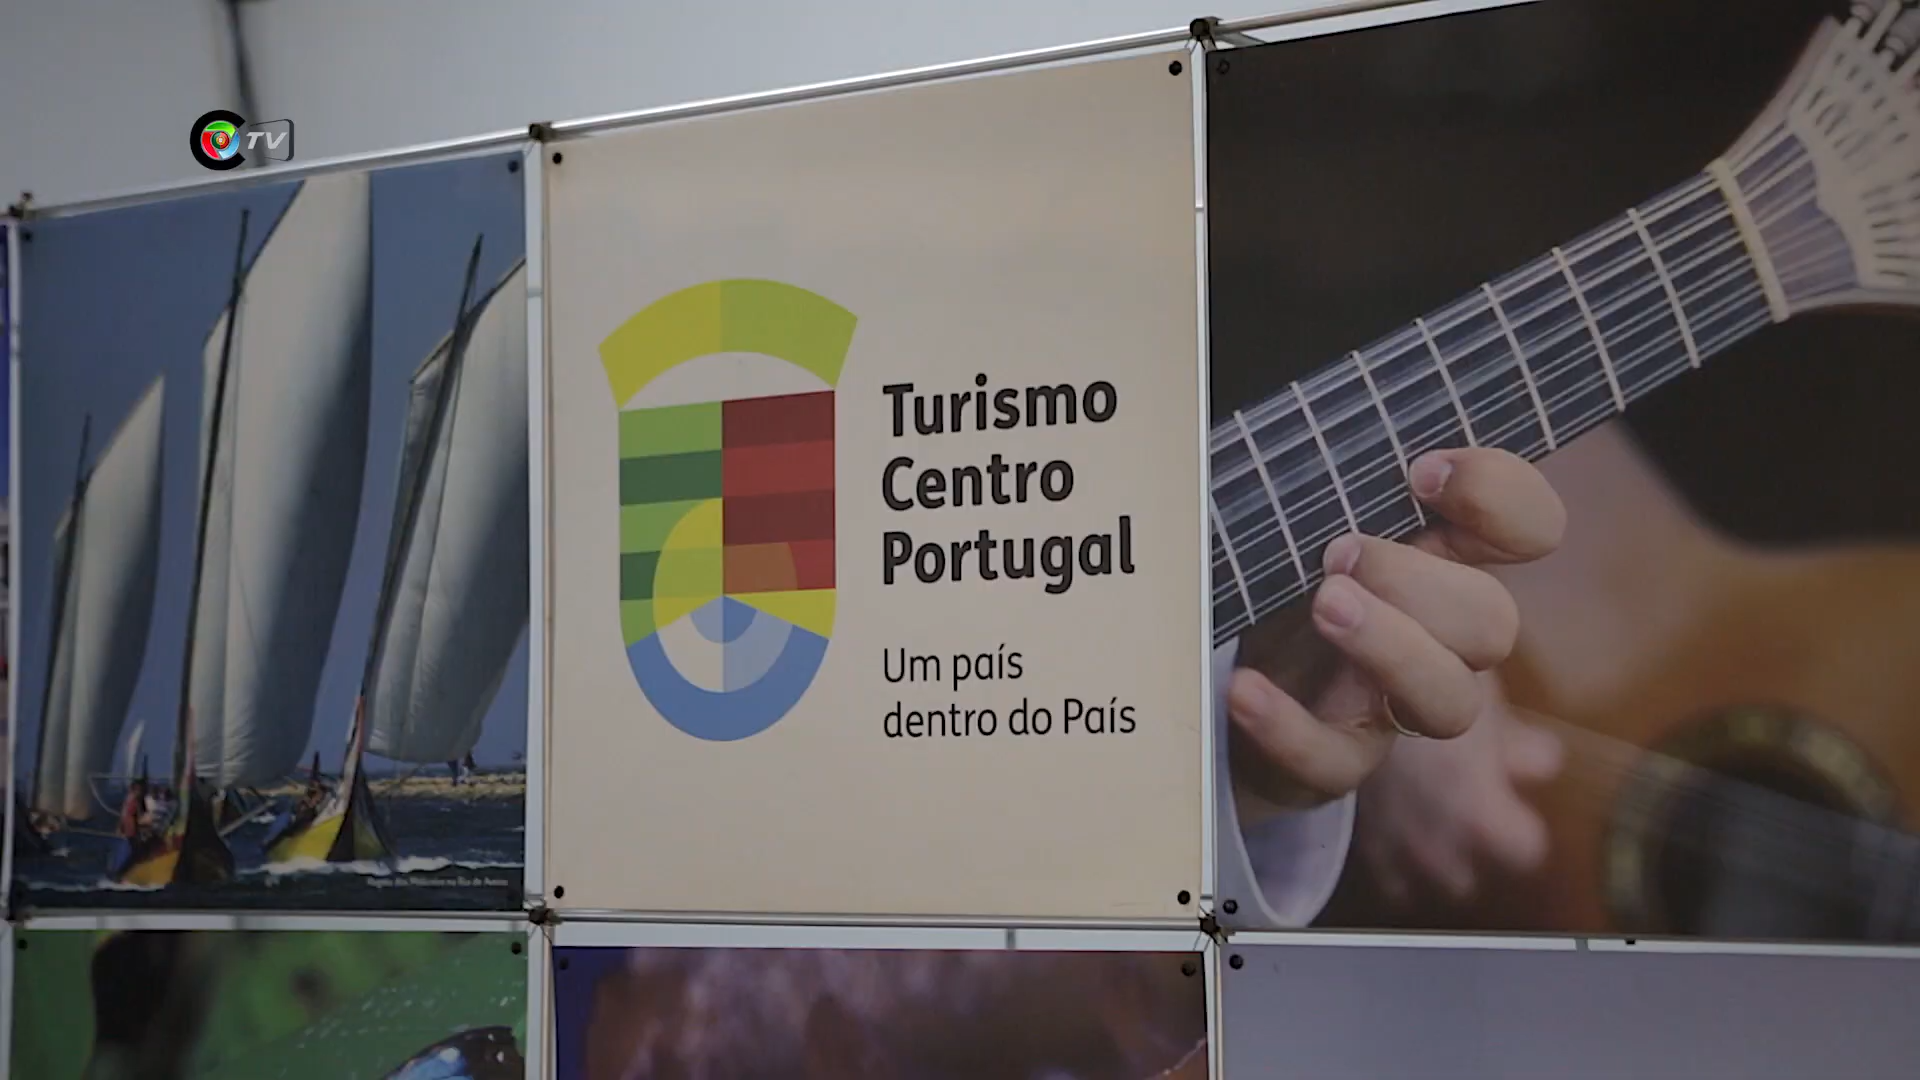 TV
Turismo
Centro
Portugal
Um país
dentro do País